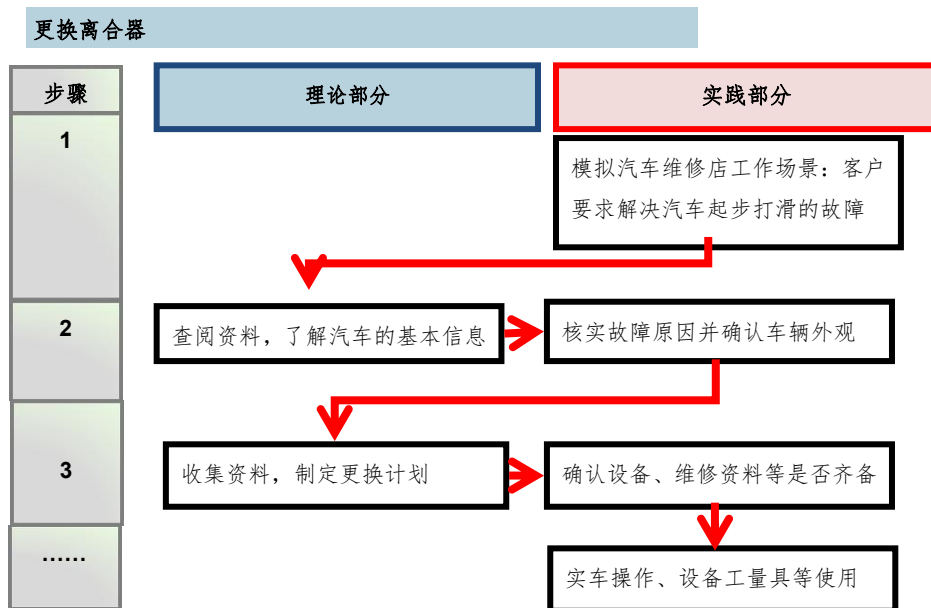 更换离合器
步骤
理论部分
实践部分
1
模拟汽车维修店工作场景：客户
要求解决汽车起步打滑的故障
2
查阅资料，了解汽车的基本信息
核实故障原因并确认车辆外观
3
收集资料，制定更换计划
确认设备、维修资料等是否齐备
……
实车操作、设备工量具等使用